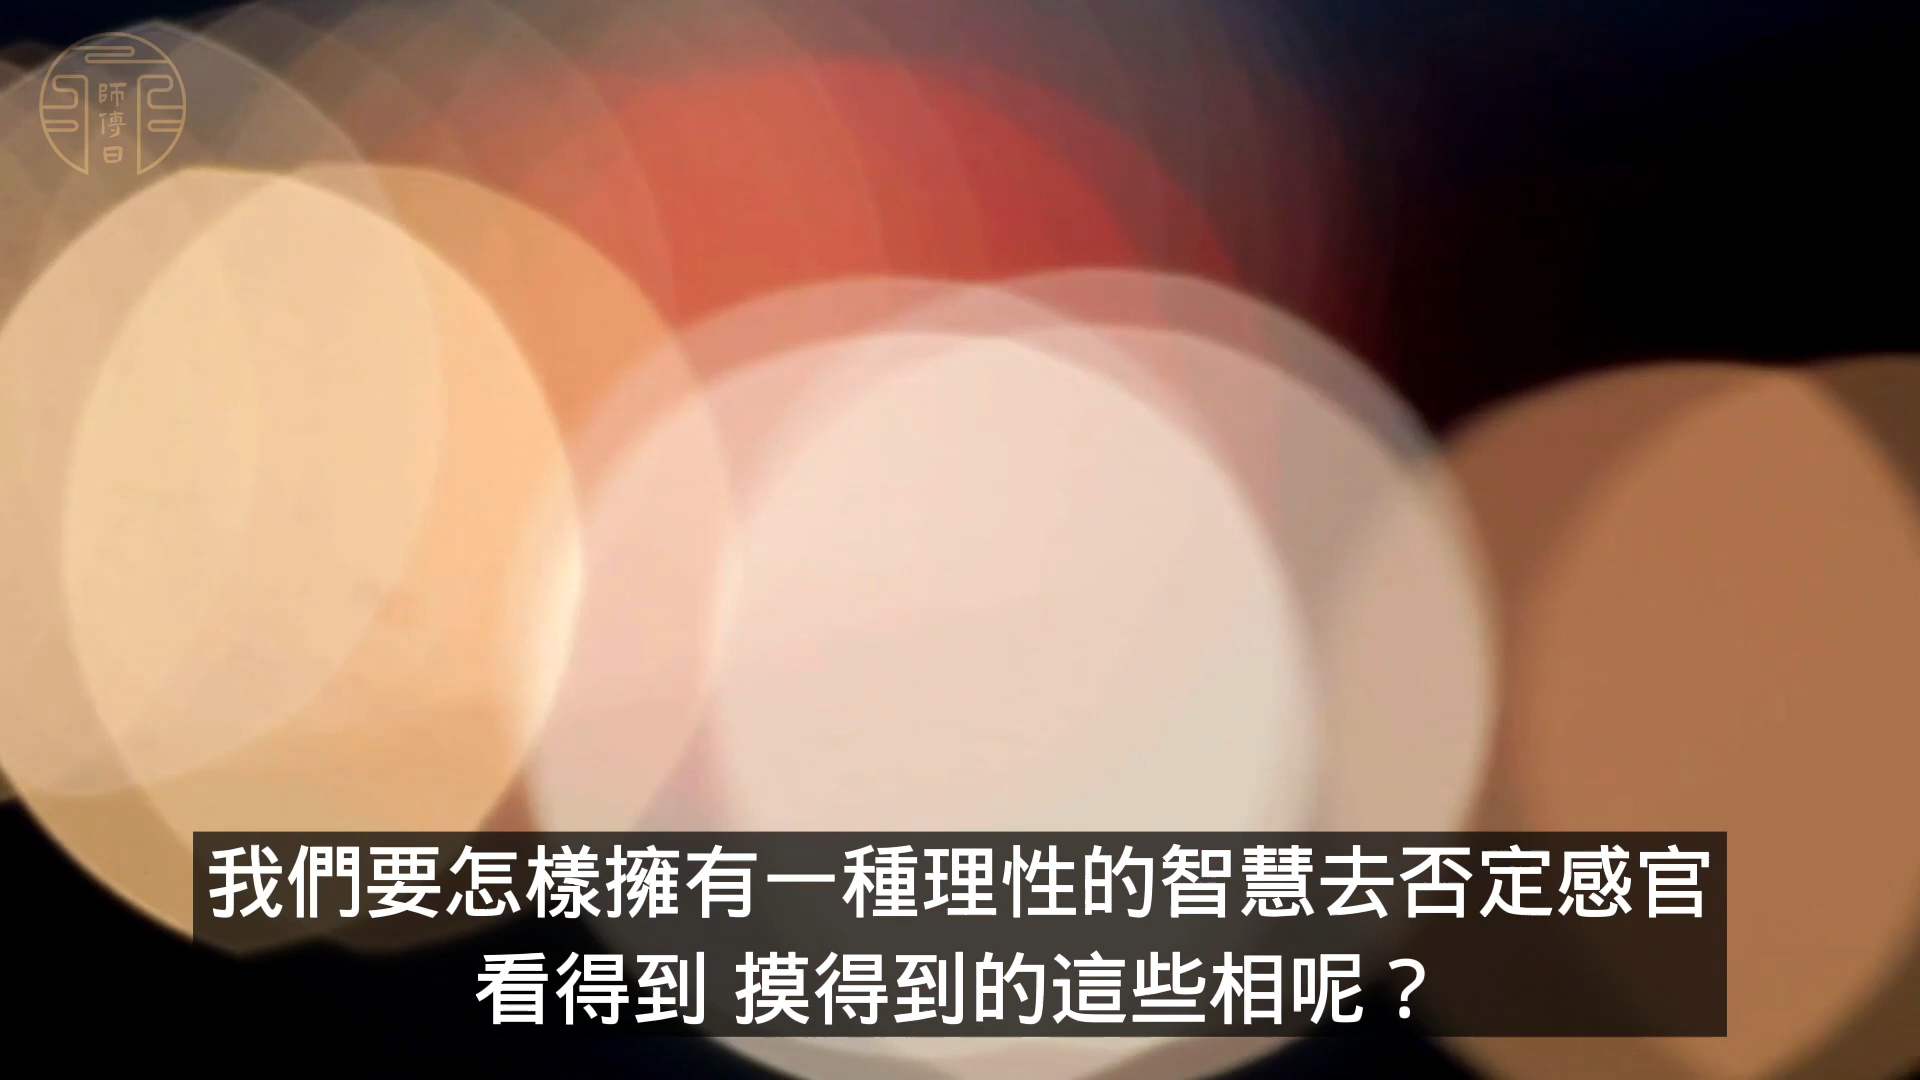 師
傅
曰
我們要怎樣擁有一種理性的智慧去否定感官
看得到 摸得到的這些相呢？